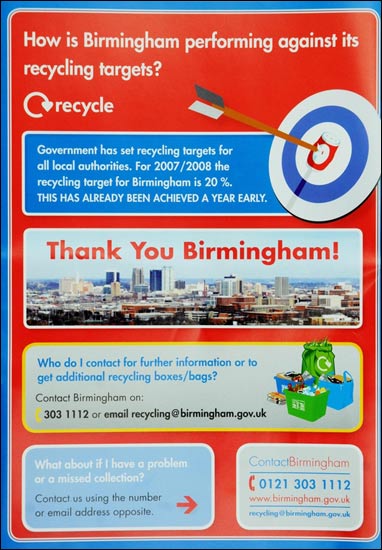 How is Birmingham performing against its
recycling targets?
recycle
Government has set recycling targets for
all local authorities. For 2007/2008 the
recycling target for Birmingham is 20 %.
THIS HAS ALREADY BEEN ACHIEVED A YEAR EARLY.
Thank You Birmingham!
Who do I contact for further information or to
get additional recycling boxes/bags?
Contact Birmingham on:
303 1112 or email recycling@birmingham.gov.uk
What about if I have a problem
or a missed collection?
Contact us using the number
or email address opposite.
ContactBirmingham
0121 303 1112
www.birmingham.gov.uk
recycling@birmingham.gov.uk